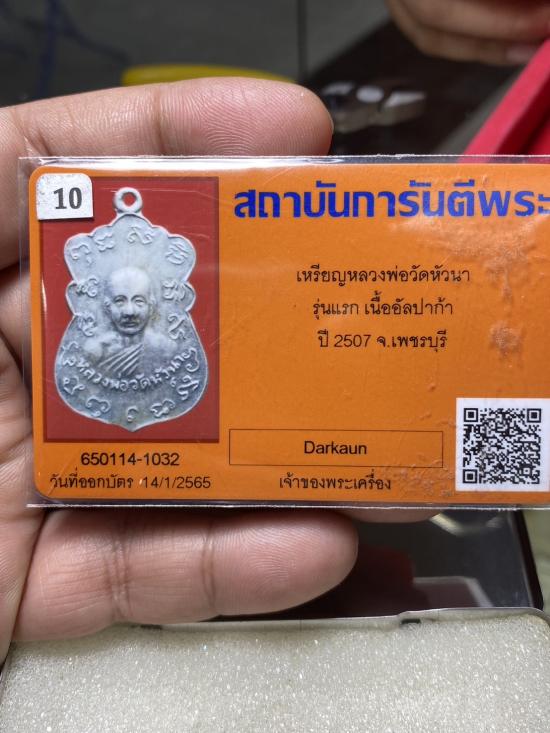 10
สถาบันการันตีพระ
เหรียญหลวงพ่อวัดหัวนา
รุ่นแรก เนื้ออัลปาก้า
ปี 2507 จ.เพชรบุรี
650114-1032
วันที่ออกบัตร 14/1/2565
Darkaun
เจ้าของพระเครื่อง